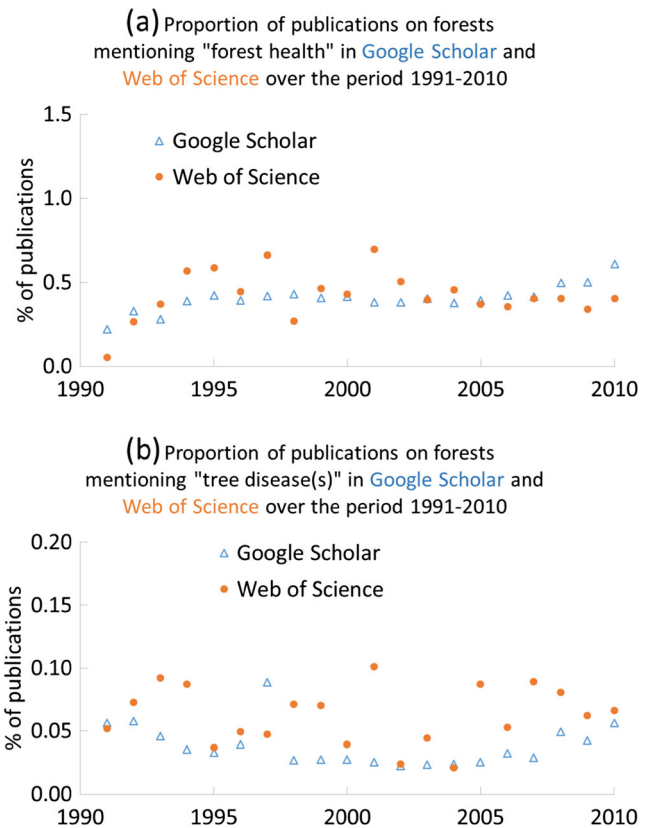 (a) Proportion of publications on forests
mentioning "forest health" in Google Scholar and
Web of Science over the period 1991-2010
1.5
Google Scholar
Web of Science
1.0
% of publications
0.5
0.0
1990 1995 2000 2005 2010
(b) Proportion of publications on forests
mentioning "tree disease(s)" in Google Scholar and
Web of Science over the period 1991-2010
0.20
Google Scholar
Web of Science
0.15
% of publications
0.10
0.05
0.00
1990 1995 2000 2005 2010